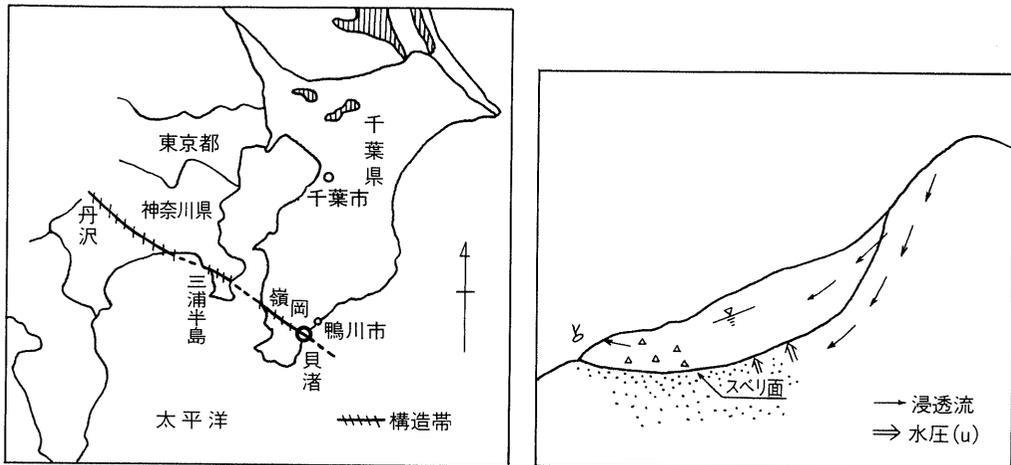 東京都
千葉県
千葉市
神奈川県
丹沢
三浦半島
嶺岡
鴨川市
貝渚
太平洋
構造帯
スベリ面
浸透流
水圧(u)